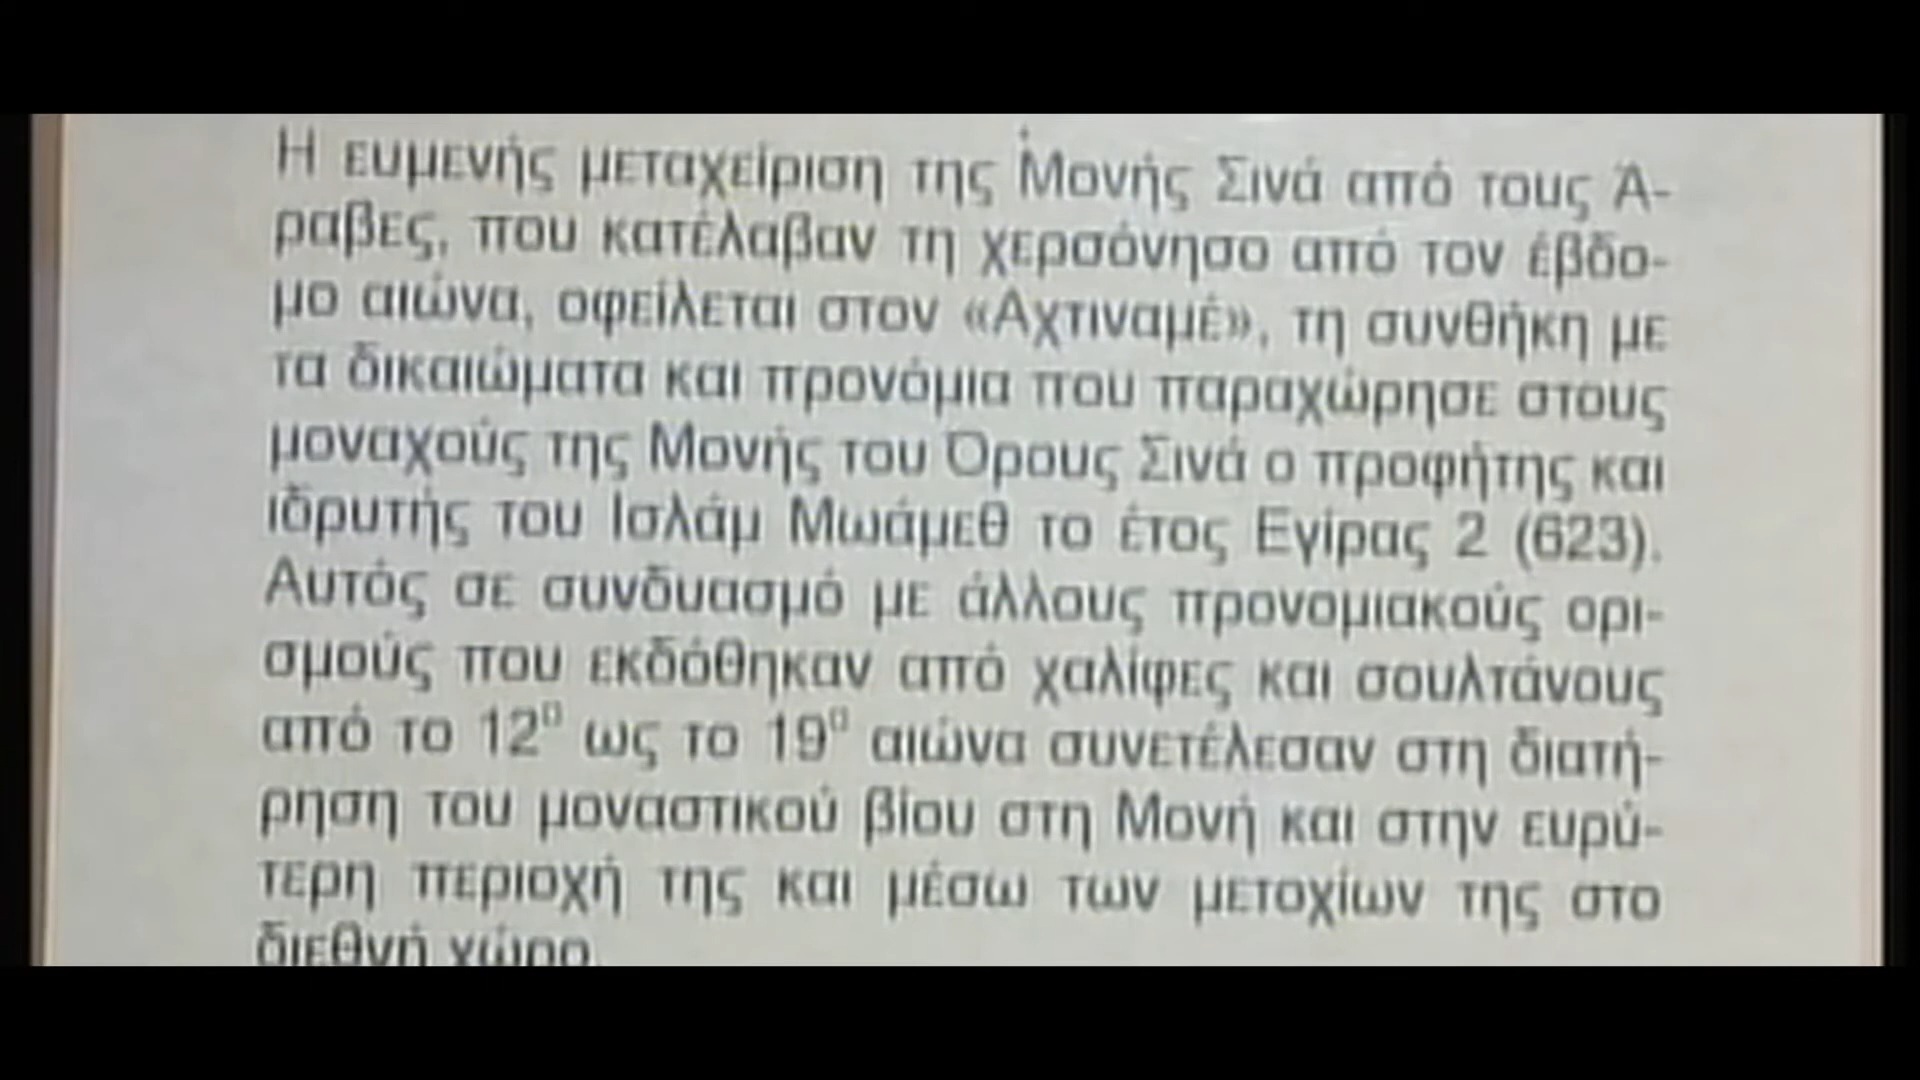 Η ευμενής μεταχείριση της Μονής Σινά από τους Ά-
ραβες, που κατέλαβαν τη χερσόνησο από τον έβδο-
μο αιώνα, οφείλεται στον «Αχτιναμέ», τη συνθήκη με
τα δικαιώματα και προνόμια που παραχώρησε στους
μοναχούς της Μονής του Όρους Σινά ο προφήτης και
ιδρυτής του Ισλάμ Μωάμεθ το έτος Εγίρας 2 (623).
Αυτός σε συνδυασμό με άλλους προνομιακούς ορι-
σμούς που εκδόθηκαν από χαλίφες και σουλτάνους
από το 12ο ως το 19ο αιώνα συνετέλεσαν στη διατή-
ρηση του μοναστικού βίου στη Μονή και στην ευρύ-
τερη περιοχή της και μέσω των μετοχίων της στο
διεθνή χώρο.